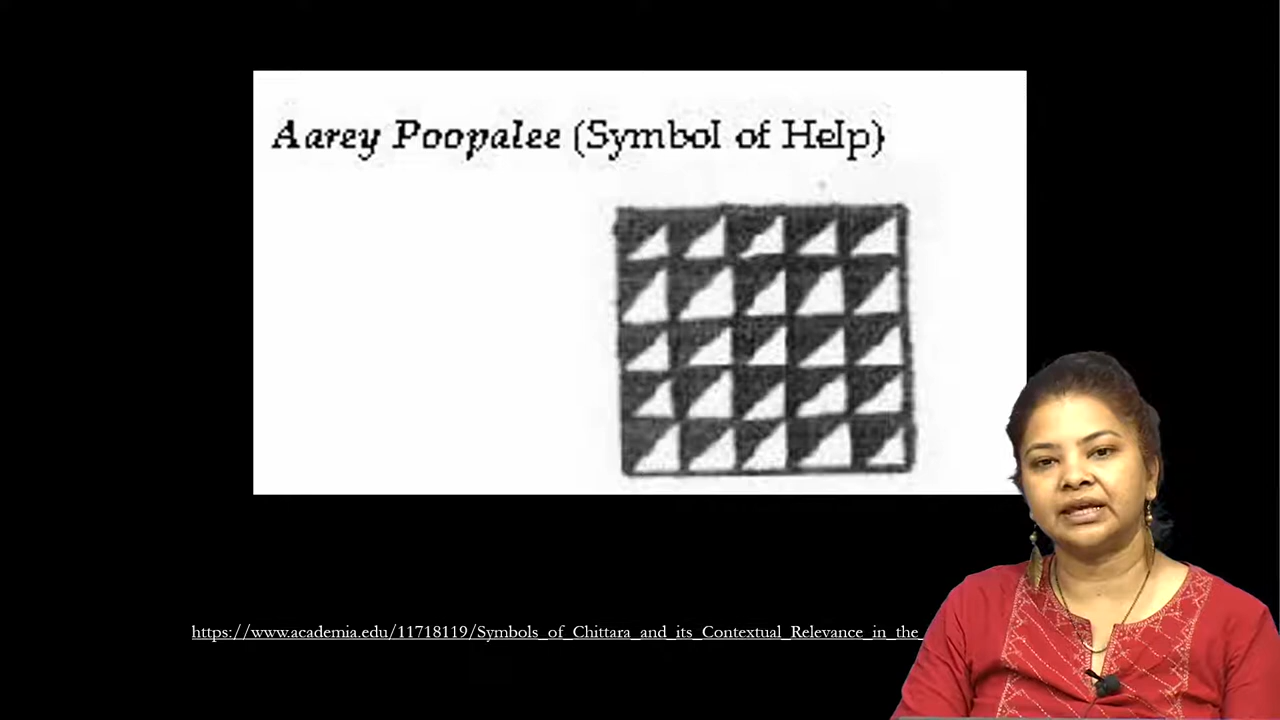 Aarey Poopalee (Symbol of Help)
https://www.academia.edu/11718119/Symbols_of_Chittara_and_its_Contextual_Relevance_in_the_